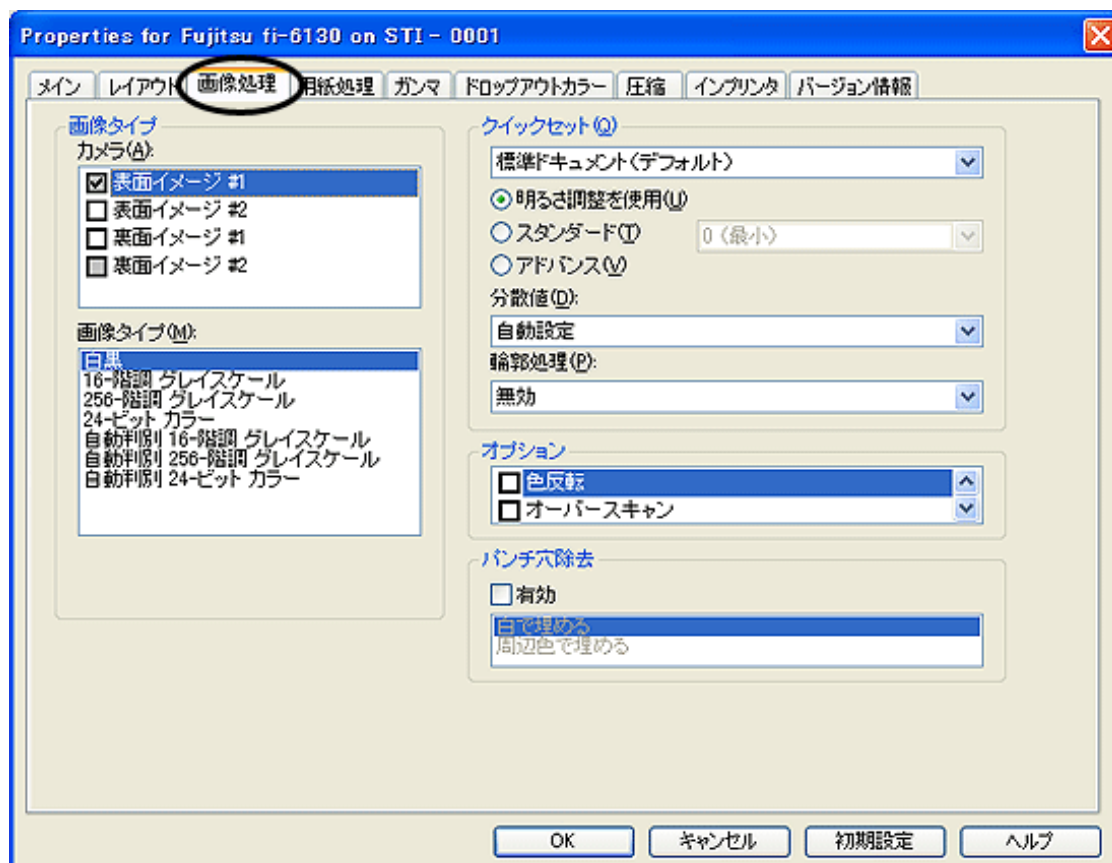 Properties for Fujitsu fi-6130 on STI - 0001
メイン レイアウト 画像処理 用紙処理 ガンマ ドロップアウトカラー 圧縮 インプリンタ バージョン情報
画像タイプ
カメラ(A):
表面イメージ #1
表面イメージ #2
裏面イメージ #1
裏面イメージ #2
画像タイプ(M):
白黒
16-階調 グレイスケール
256-階調 グレイスケール
24-ビット カラー
自動判別 16-階調 グレイスケール
自動判別 256-階調 グレイスケール
自動判別 24-ビット カラー
クイックセット(Q)
標準ドキュメント(デフォルト)
明るさ調整を使用(U)
スタンダード(T) 0 (最小)
アドバンス(V)
分散値(D):
自動設定
輪郭処理(P):
無効
オプション
色反転
オーバースキャン
パンチ穴除去
有効
白で埋める
周辺色で埋める
OK キャンセル 初期設定 ヘルプ